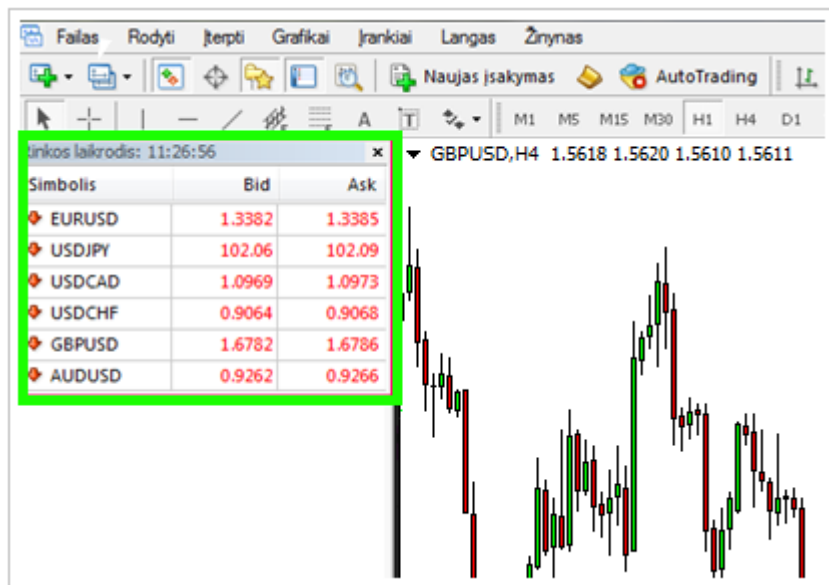 Failas Rodyti Įterpti Grafikai Įrankiai Langas Žinynas
Naujas įsakymas AutoTrading
A T M1 M5 M15 M30 H1 H4 D1
Rinkos laikrodis: 11:26:56
GBPUSD,H4 1.5618 1.5620 1.5610 1.5611
Simbolis Bid Ask
EURUSD 1.3382 1.3385
USDJPY 102.06 102.09
USDCAD 1.0969 1.0973
USDCHF 0.9064 0.9068
GBPUSD 1.6782 1.6786
AUDUSD 0.9262 0.9266